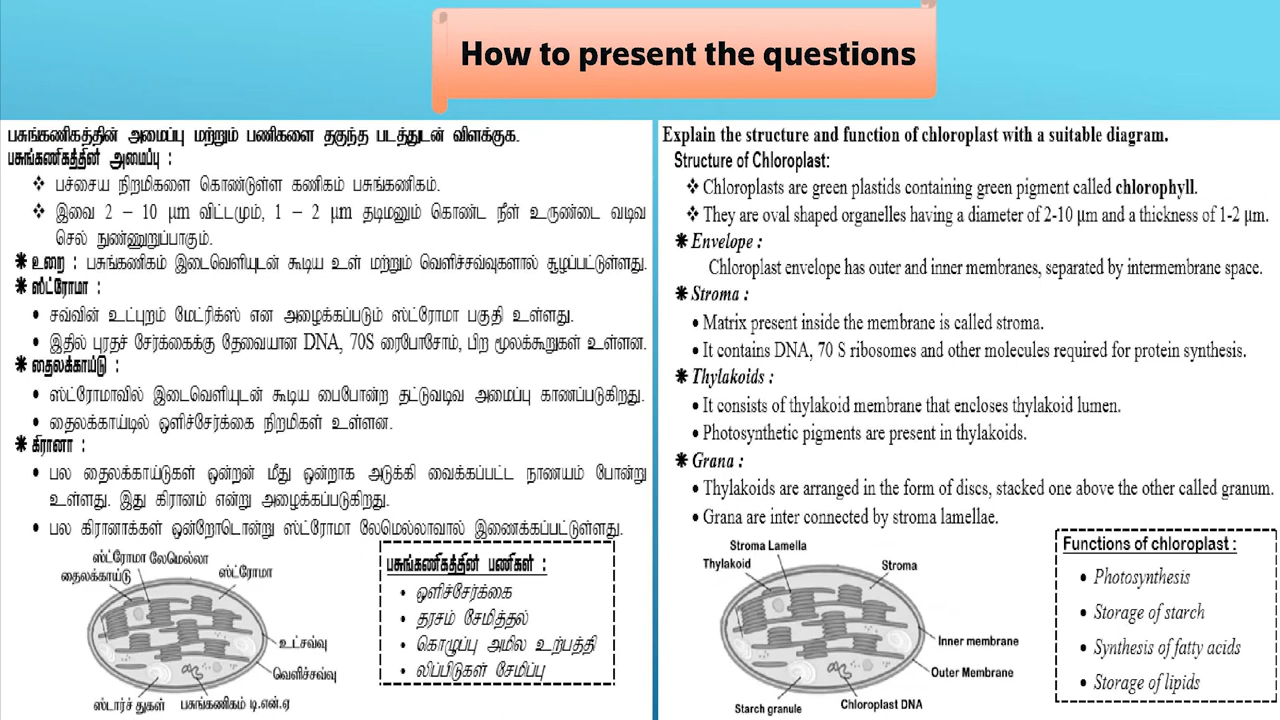 How to present the questions
பசுங்கணிகத்தின் அமைப்பு மற்றும் பணிகளை தகுந்த படத்துடன் விளக்குக.
பசுங்கணிகத்தின் அமைப்பு :
❖ பச்சைய நிறமிகளை கொண்டுள்ள கணிகம் பசுங்கணிகம்.
❖ இவை 2 – 10 μm விட்டமும், 1 – 2 μm தடிமனும் கொண்ட நீள் உருண்டை வடிவ
செல் நுண்ணுறுப்பாகும்.
✱ உறை : பசுங்கணிகம் இடைவெளியுடன் கூடிய உள் மற்றும் வெளிச்சவ்வுகளால் சூழப்பட்டுள்ளது.
✱ ஸ்ட்ரோமா :
• சவ்வின் உட்புறம் மேட்ரிக்ஸ் என அழைக்கப்படும் ஸ்ட்ரோமா பகுதி உள்ளது.
• இதில் புரதச் சேர்க்கைக்கு தேவையான DNA, 70S ரைபோசோம், பிற மூலக்கூறுகள் உள்ளன.
✱ தைலக்காய்டு :
• ஸ்ட்ரோமாவில் இடைவெளியுடன் கூடிய பைபோன்ற தட்டுவடிவ அமைப்பு காணப்படுகிறது.
• தைலக்காய்டில் ஒளிச்சேர்க்கை நிறமிகள் உள்ளன.
✱ கிரானா :
• பல தைலக்காய்டுகள் ஒன்றன் மீது ஒன்றாக அடுக்கி வைக்கப்பட்ட நாணயம் போன்று
உள்ளது. இது கிரானம் என்று அழைக்கப்படுகிறது.
• பல கிரானாக்கள் ஒன்றோடொன்று ஸ்ட்ரோமா லேமெல்லாவால் இணைக்கப்பட்டுள்ளது.
ஸ்ட்ரோமா லேமெல்லா
தைலக்காய்டு
ஸ்ட்ரோமா
உட்சவ்வு
வெளிச்சவ்வு
ஸ்டார்ச் துகள்
பசுங்கணிகம் டி.என்.ஏ
பசுங்கணிகத்தின் பணிகள் :
• ஒளிச்சேர்க்கை
• தரசம் சேமித்தல்
• கொழுப்பு அமில உற்பத்தி
• லிப்பிடுகள் சேமிப்பு
Explain the structure and function of chloroplast with a suitable diagram.
Structure of Chloroplast:
❖ Chloroplasts are green plastids containing green pigment called chlorophyll.
❖ They are oval shaped organelles having a diameter of 2-10 μm and a thickness of 1-2 μm.
✱ Envelope :
Chloroplast envelope has outer and inner membranes, separated by intermembrane space.
✱ Stroma :
• Matrix present inside the membrane is called stroma.
• It contains DNA, 70 S ribosomes and other molecules required for protein synthesis.
✱ Thylakoids :
• It consists of thylakoid membrane that encloses thylakoid lumen.
• Photosynthetic pigments are present in thylakoids.
✱ Grana :
• Thylakoids are arranged in the form of discs, stacked one above the other called granum.
• Grana are inter connected by stroma lamellae.
Stroma Lamella
Thylakoid
Stroma
Inner membrane
Outer Membrane
Starch granule
Chloroplast DNA
Functions of chloroplast :
• Photosynthesis
• Storage of starch
• Synthesis of fatty acids
• Storage of lipids